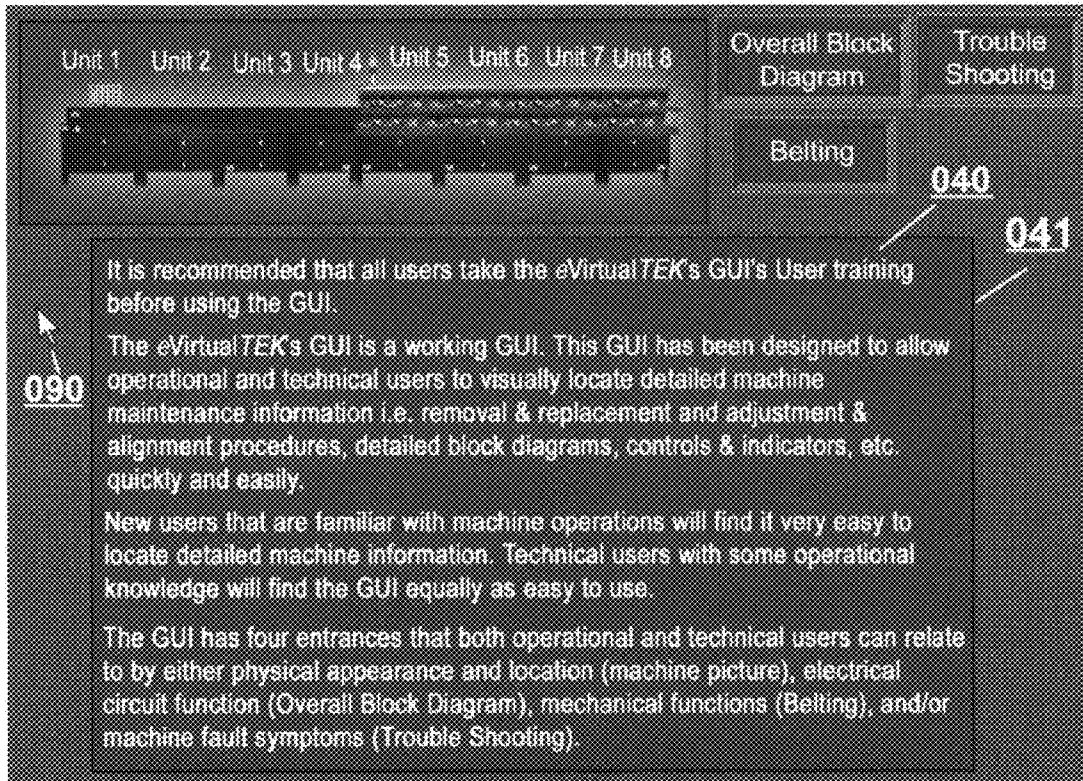 Unit 1 Unit 2 Unit 3 Unit 4 Unit 5 Unit 6 Unit 7 Unit 8
Overall Block
Diagram
Trouble
Shooting
Belting
040
041
It is recommended that all users take the eVirtualTEK's GUI's User training
before using the GUI.
The eVirtualTEK's GUI is a working GUI. This GUI has been designed to allow
operational and technical users to visually locate detailed machine
maintenance information i.e. removal & replacement and adjustment &
alignment procedures, detailed block diagrams, controls & indicators, etc.
quickly and easily.
090
New users that are familiar with machine operations will find it very easy to
locate detailed machine information. Technical users with some operational
knowledge will find the GUI equally as easy to use.
The GUI has four entrances that both operational and technical users can relate
to by either physical appearance and location (machine picture), electrical
circuit function (Overall Block Diagram), mechanical functions (Belting), and/or
machine fault symptoms (Trouble Shooting).